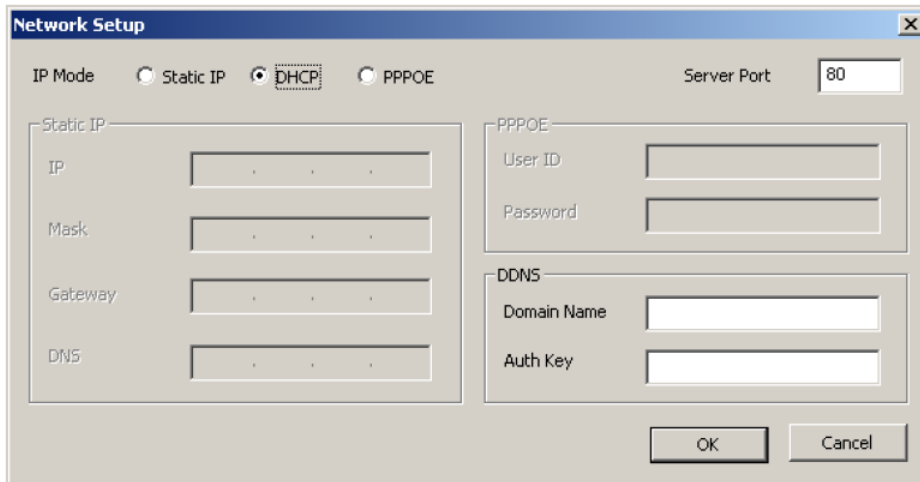 Network Setup
IP Mode Static IP DHCP PPPOE Server Port 80
Static IP
IP . . .
Mask . . .
Gateway . . .
DNS . . .
PPPOE
User ID
Password
DDNS
Domain Name
Auth Key
OK Cancel